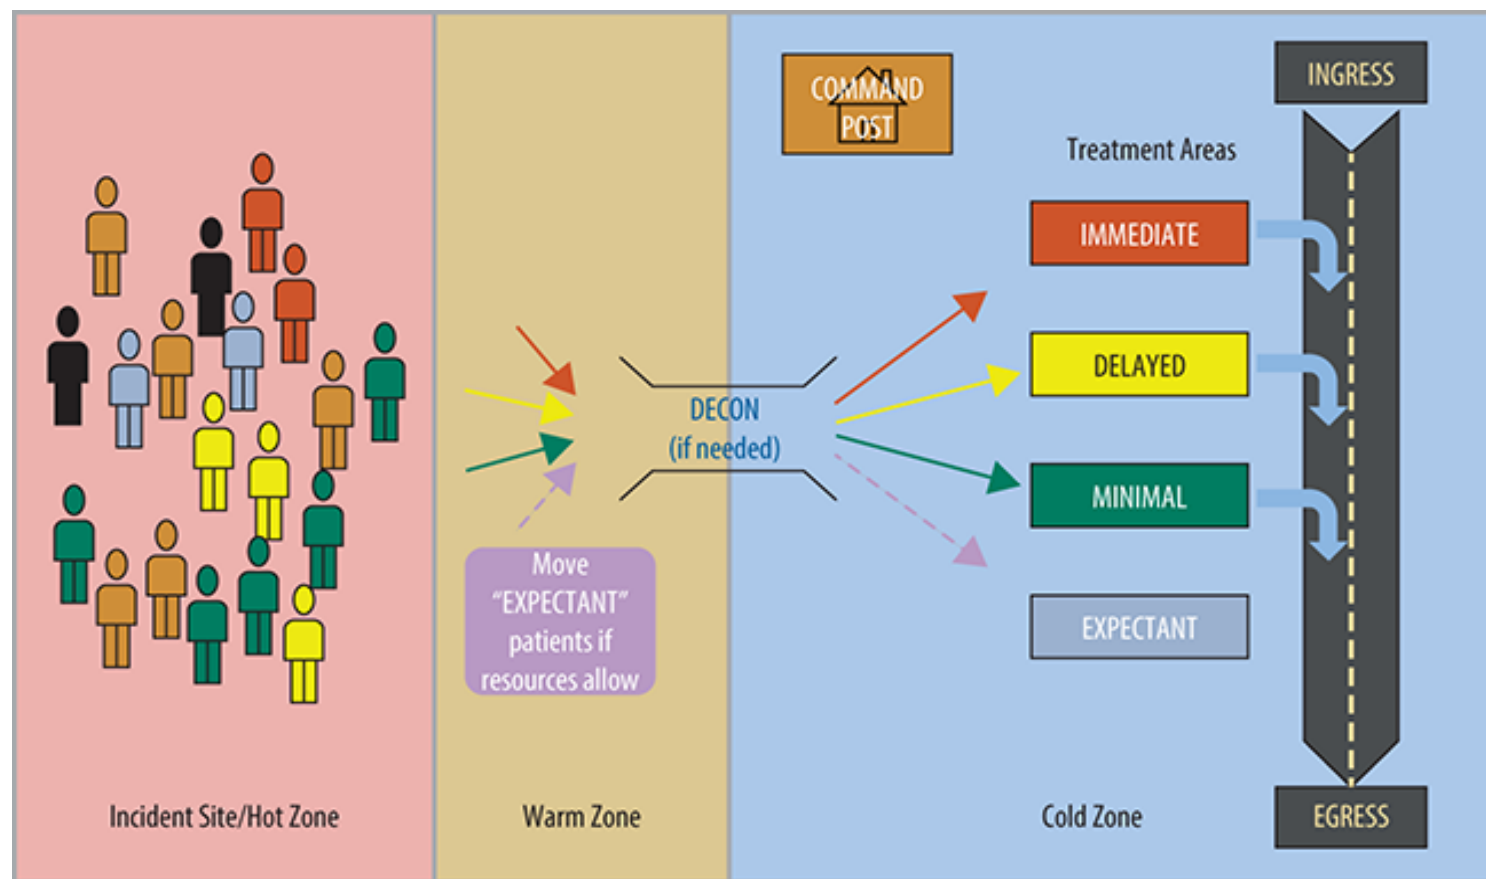 COMMAND
POST
INGRESS
Treatment Areas
IMMEDIATE
DELAYED
DECON
(if needed)
MINIMAL
Move
“EXPECTANT”
patients if
resources allow
EXPECTANT
Incident Site/Hot Zone
Warm Zone
Cold Zone
EGRESS